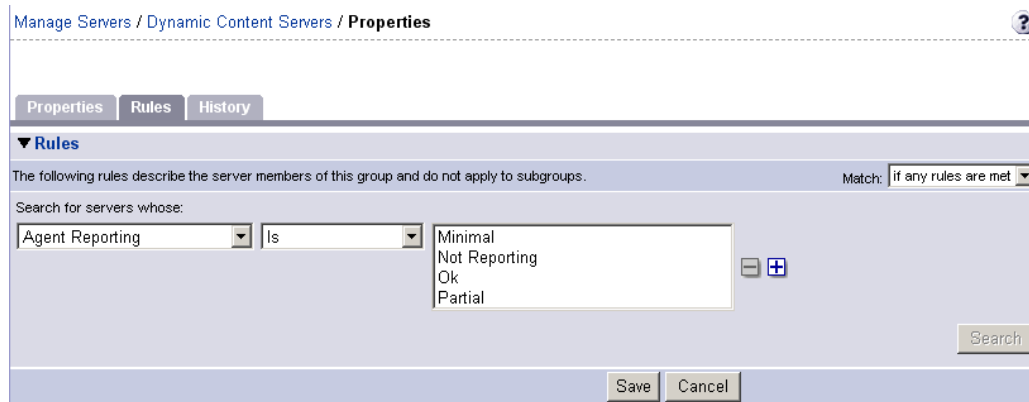 Manage Servers / Dynamic Content Servers / Properties
?
Properties Rules History
Rules
The following rules describe the server members of this group and do not apply to subgroups. Match: if any rules are met
Search for servers whose:
Agent Reporting Is Minimal
Not Reporting
Ok
Partial
Search
Save Cancel